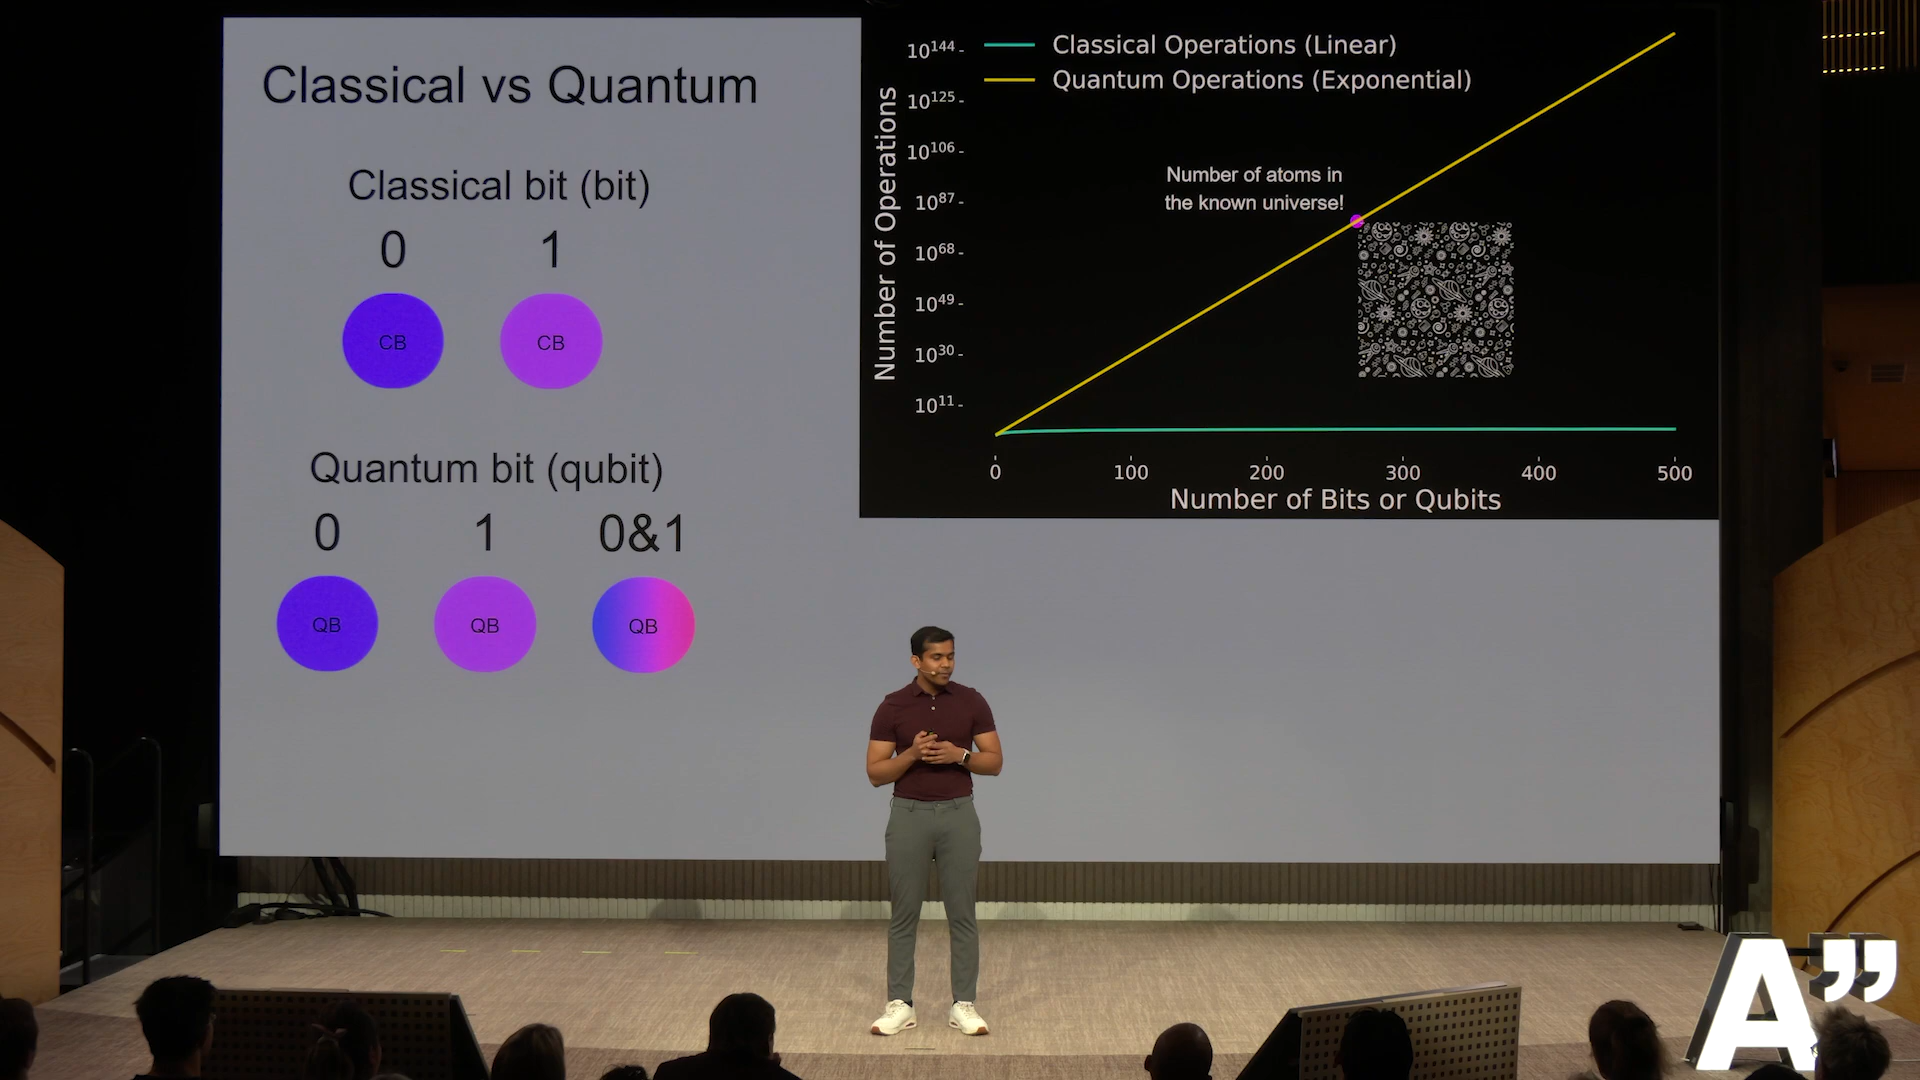 Classical vs Quantum
Classical bit (bit)
0 1
CB CB
Quantum bit (qubit)
0 1 0&1
QB QB QB
Classical Operations (Linear)
Quantum Operations (Exponential)
Number of Operations
10¹⁴⁴
10¹²⁵
10¹⁰⁶
10⁸⁷
10⁶⁸
10⁴⁹
10³⁰
10¹¹
Number of atoms in
the known universe!
0 100 200 300 400 500
Number of Bits or Qubits
A”